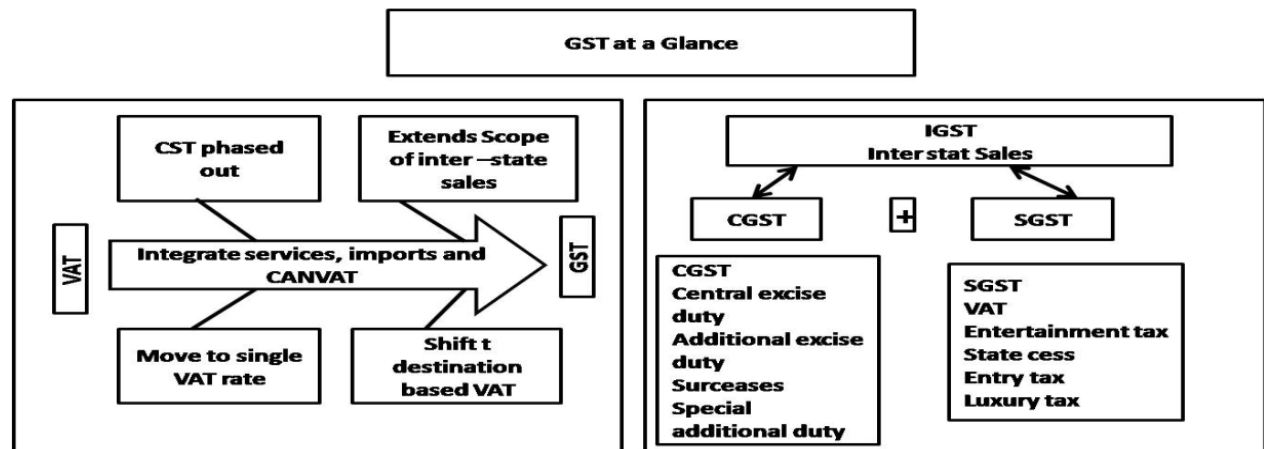 GST at a Glance
CST phased
out
Extends Scope
of inter –state
sales
VAT
Integrate services, imports and
CANVAT
GST
Move to single
VAT rate
Shift t
destination
based VAT
IGST
Inter stat Sales
CGST
+
SGST
CGST
Central excise
duty
Additional excise
duty
Surceases
Special
additional duty
SGST
VAT
Entertainment tax
State cess
Entry tax
Luxury tax